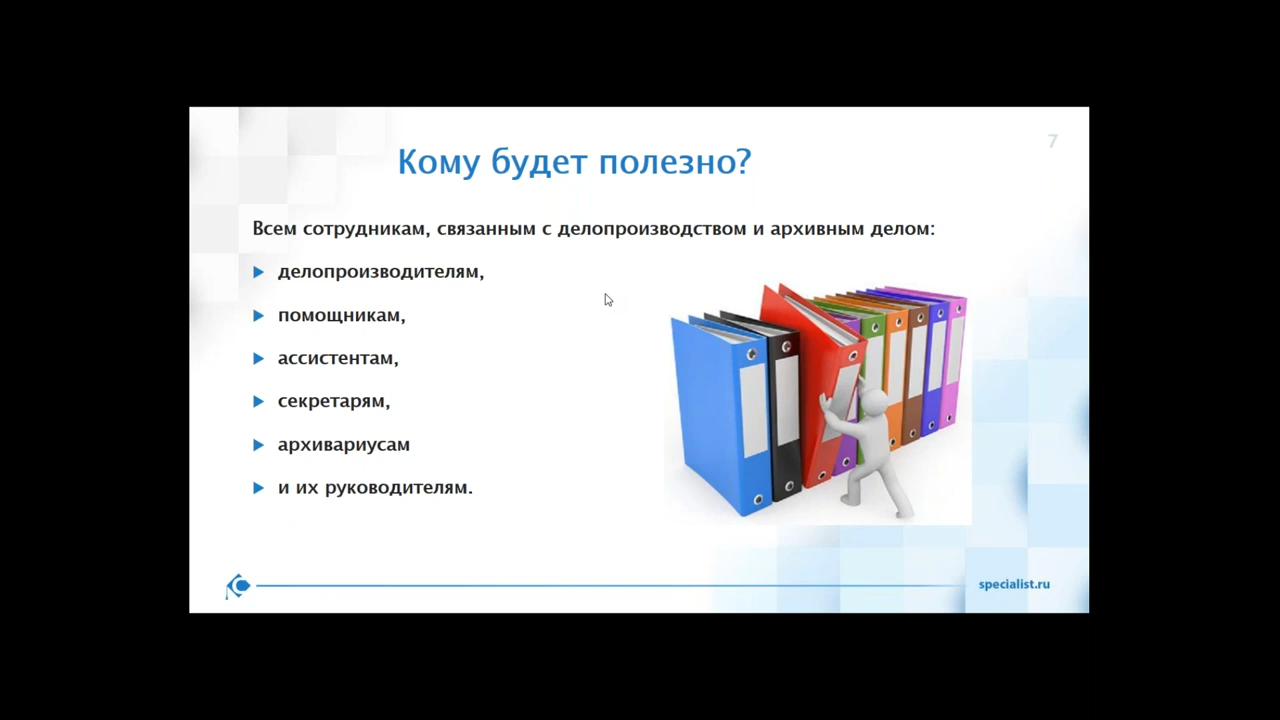 7
Кому будет полезно?
Всем сотрудникам, связанным с делопроизводством и архивным делом:
делопроизводителям,
помощникам,
ассистентам,
секретарям,
архивариусам
и их руководителям.
specialist.ru